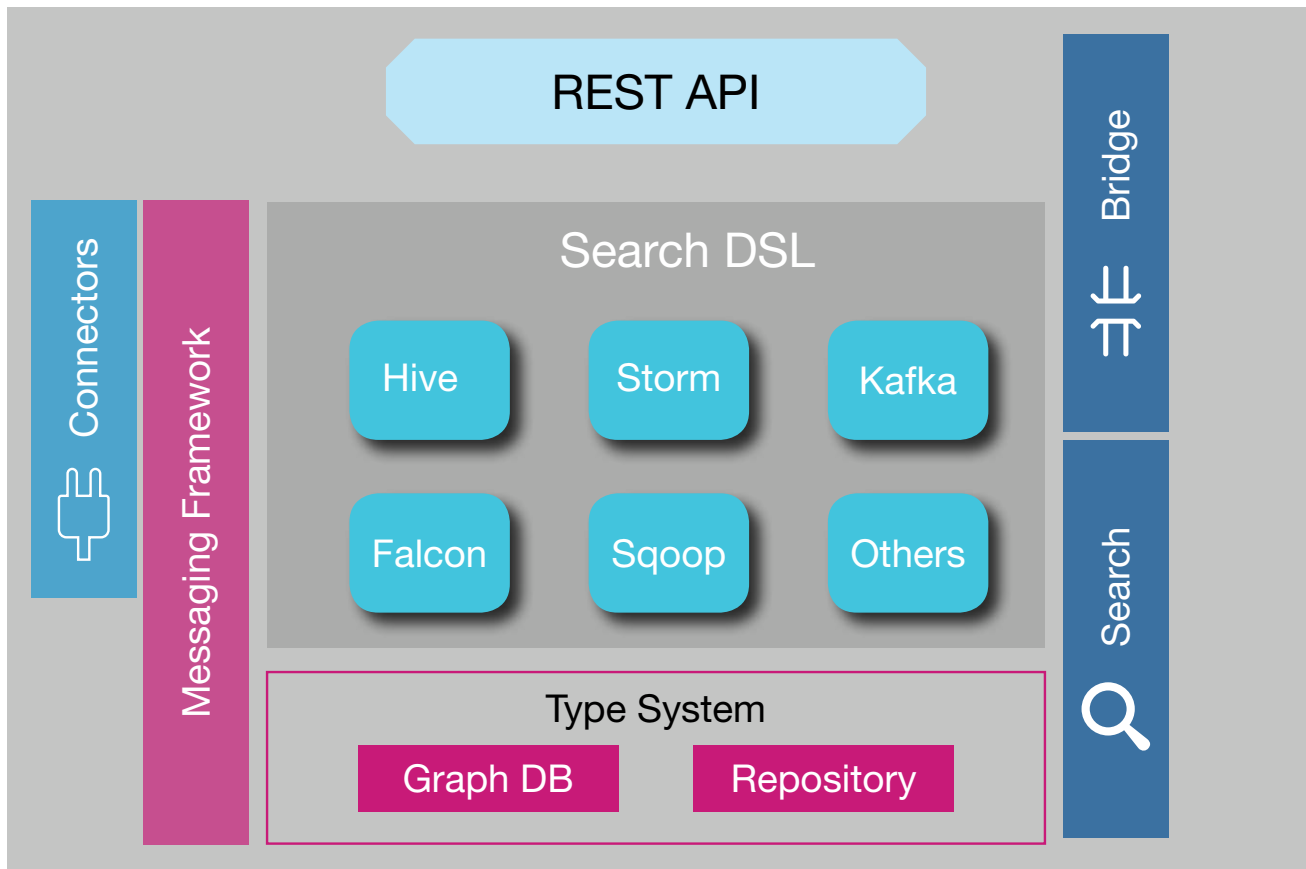 REST API
Connectors
Messaging Framework
Search DSL
Hive
Storm
Kafka
Falcon
Sqoop
Others
Type System
Graph DB
Repository
Bridge
Search